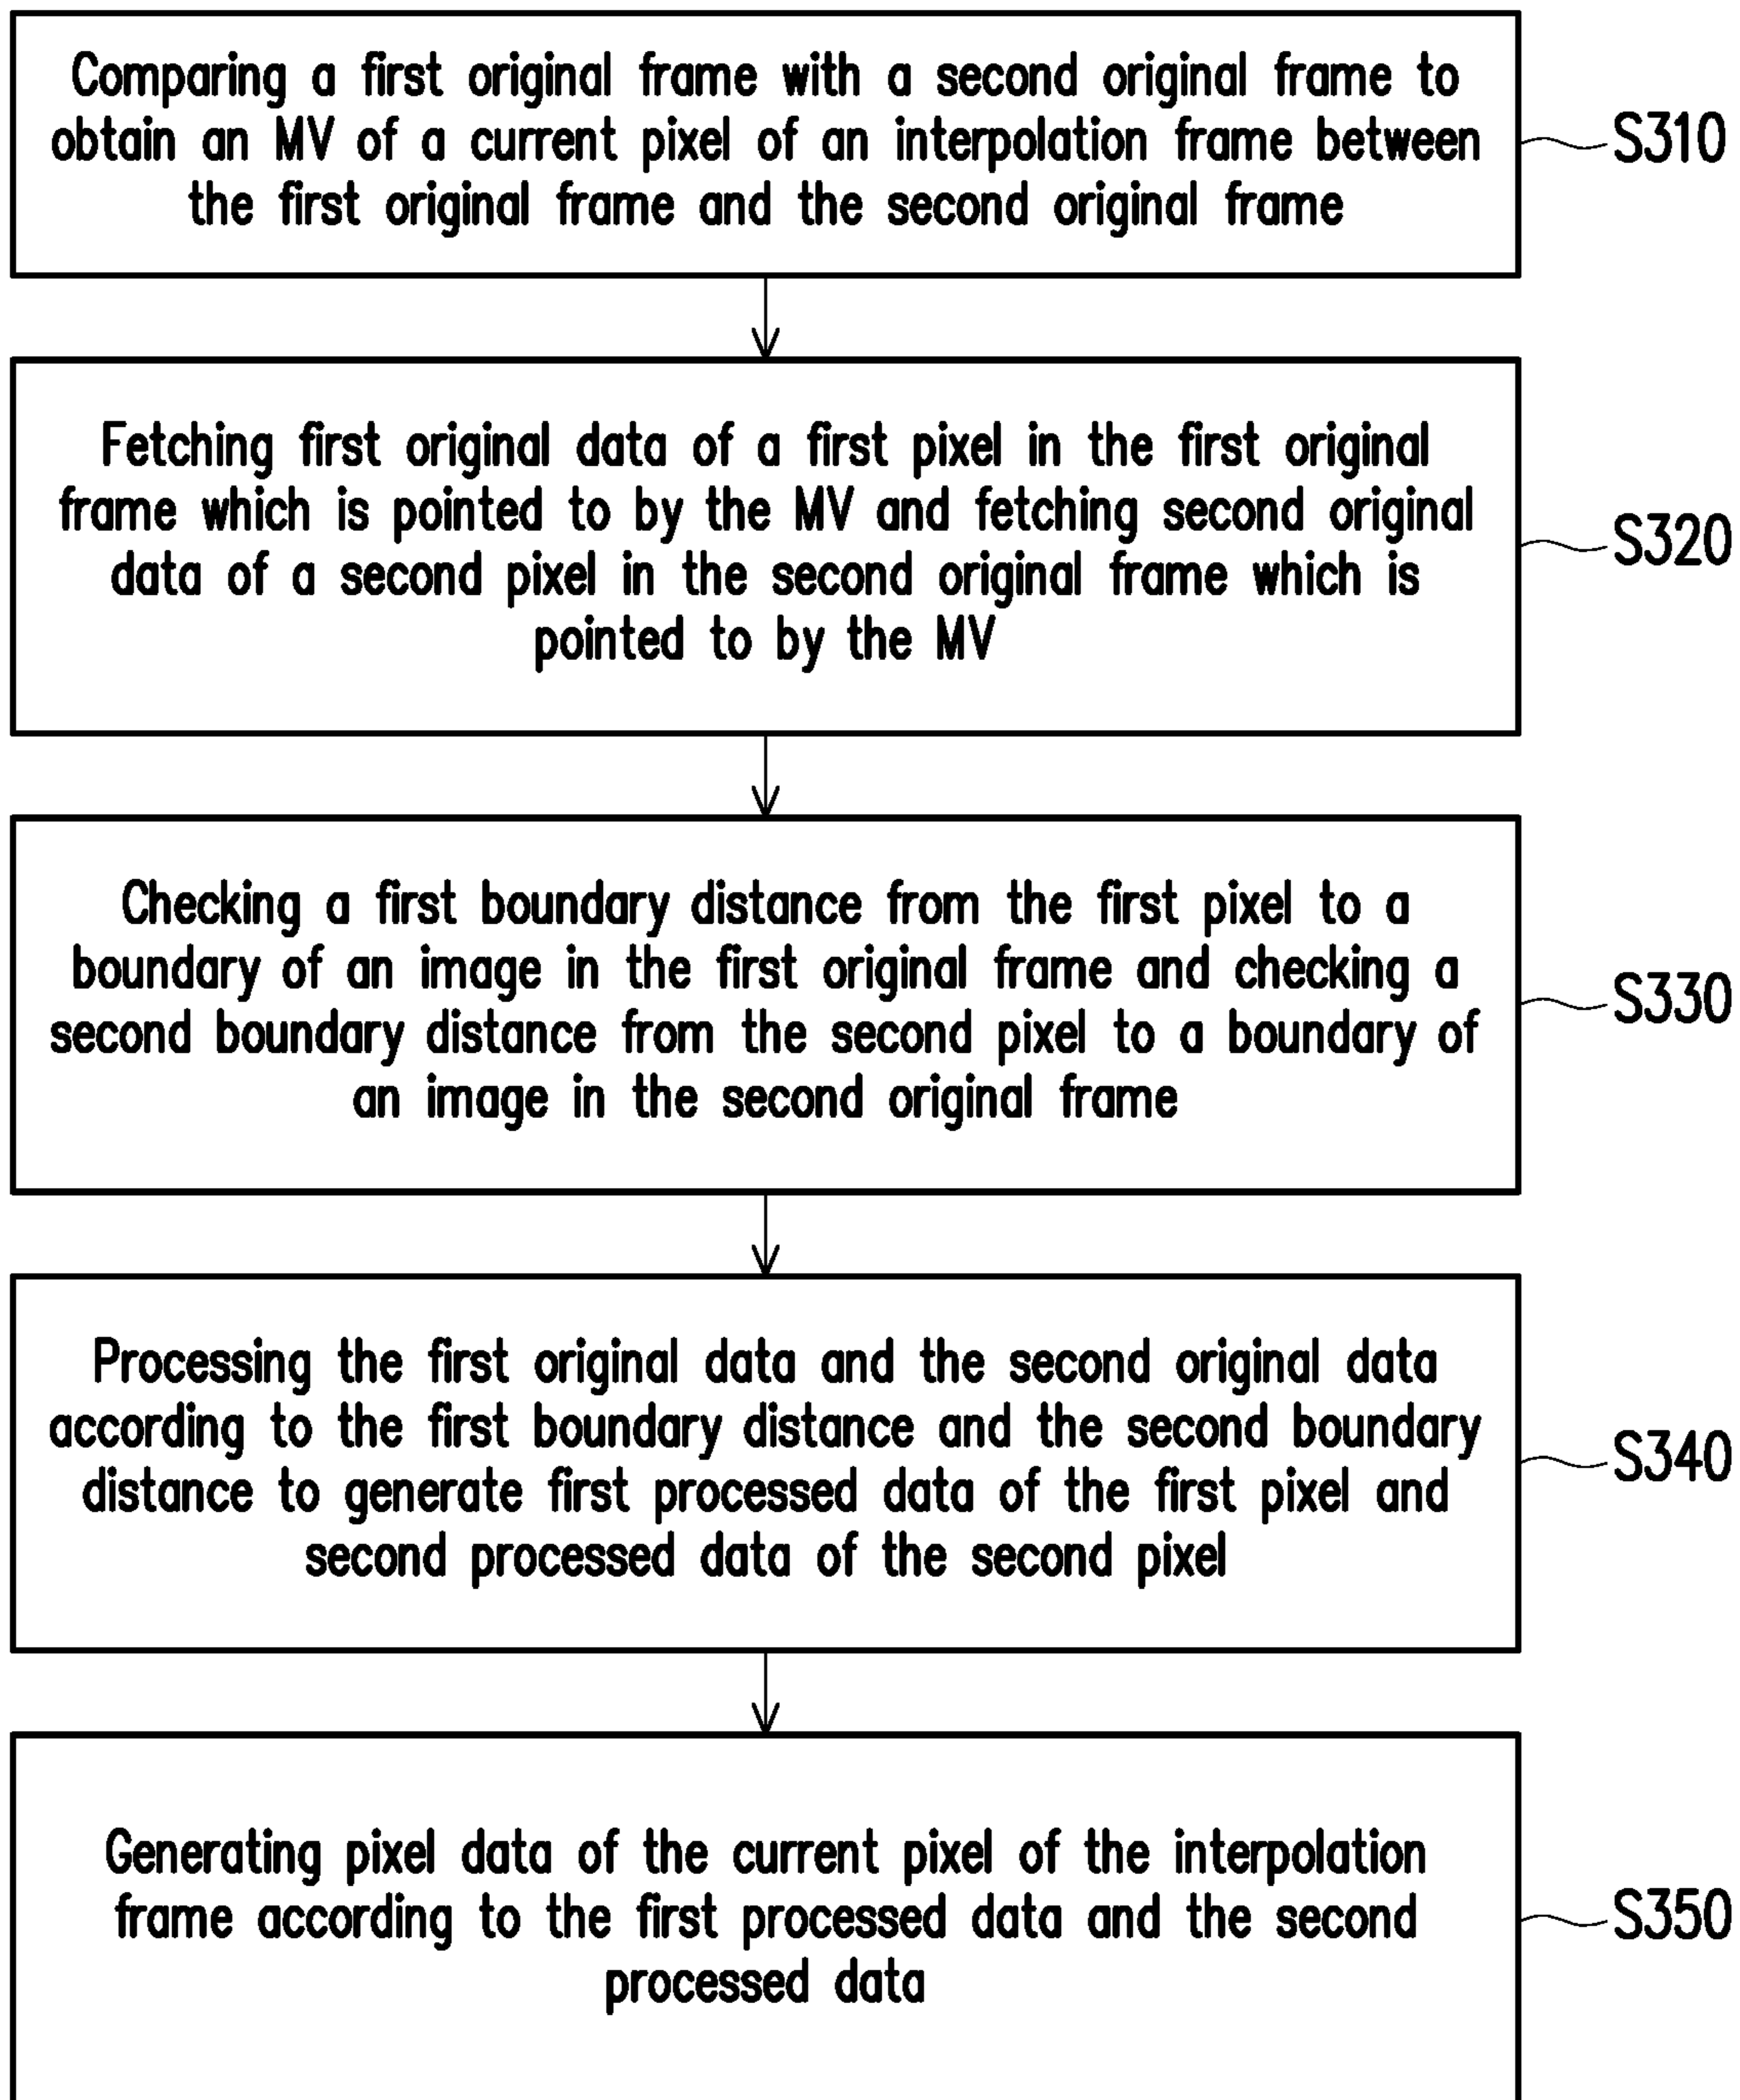 Comparing a first original frame with a second original frame to
obtain an MV of a current pixel of an interpolation frame between
the first original frame and the second original frame
S310
Fetching first original data of a first pixel in the first original
frame which is pointed to by the MV and fetching second original
data of a second pixel in the second original frame which is
pointed to by the MV
S320
Checking a first boundary distance from the first pixel to a
boundary of an image in the first original frame and checking a
second boundary distance from the second pixel to a boundary of
an image in the second original frame
S330
Processing the first original data and the second original data
according to the first boundary distance and the second boundary
distance to generate first processed data of the first pixel and
second processed data of the second pixel
S340
Generating pixel data of the current pixel of the interpolation
frame according to the first processed data and the second
processed data
S350